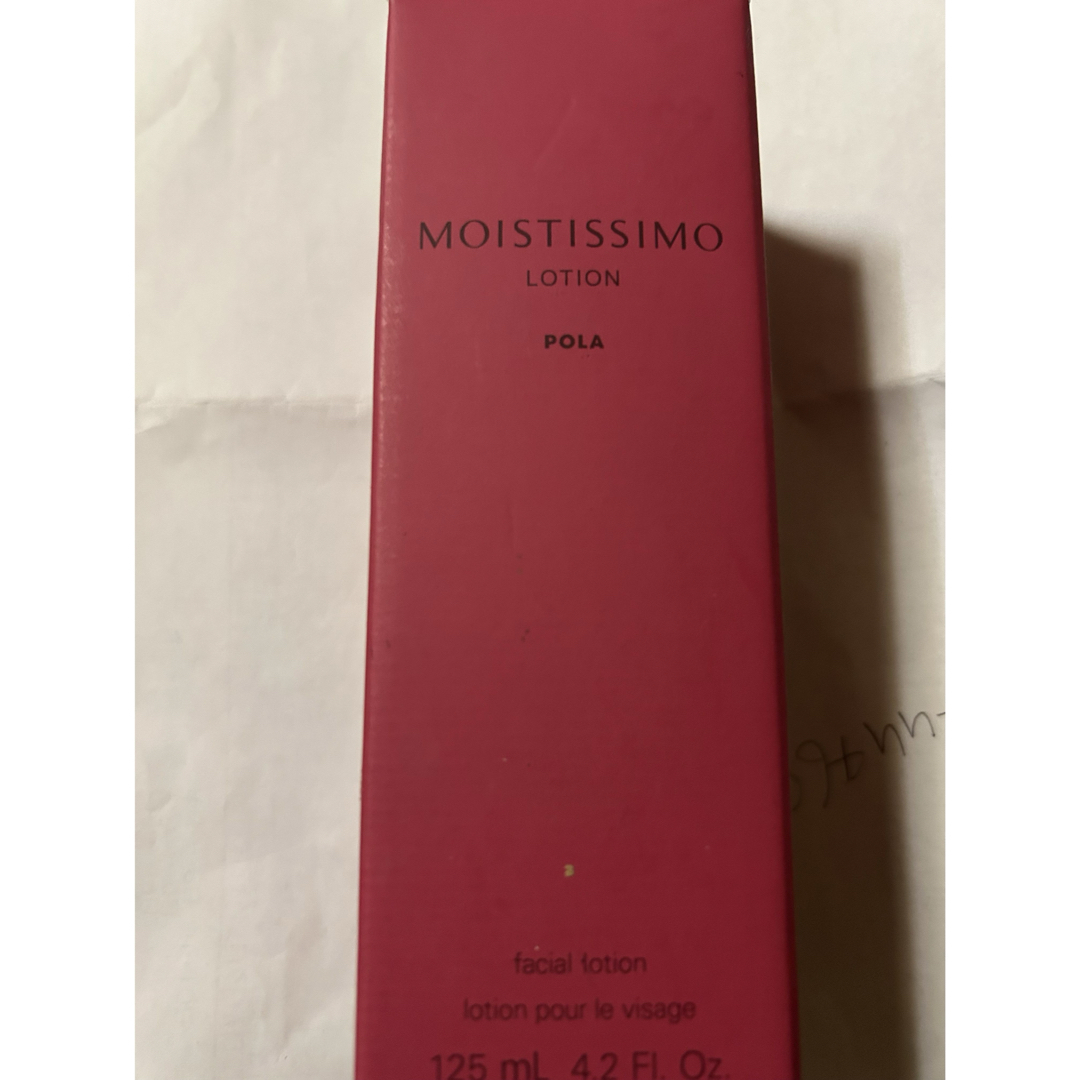 MOISTISSIMO
LOTION
POLA
facial lotion
lotion pour le visage
125 mL 4.2 Fl. Oz.